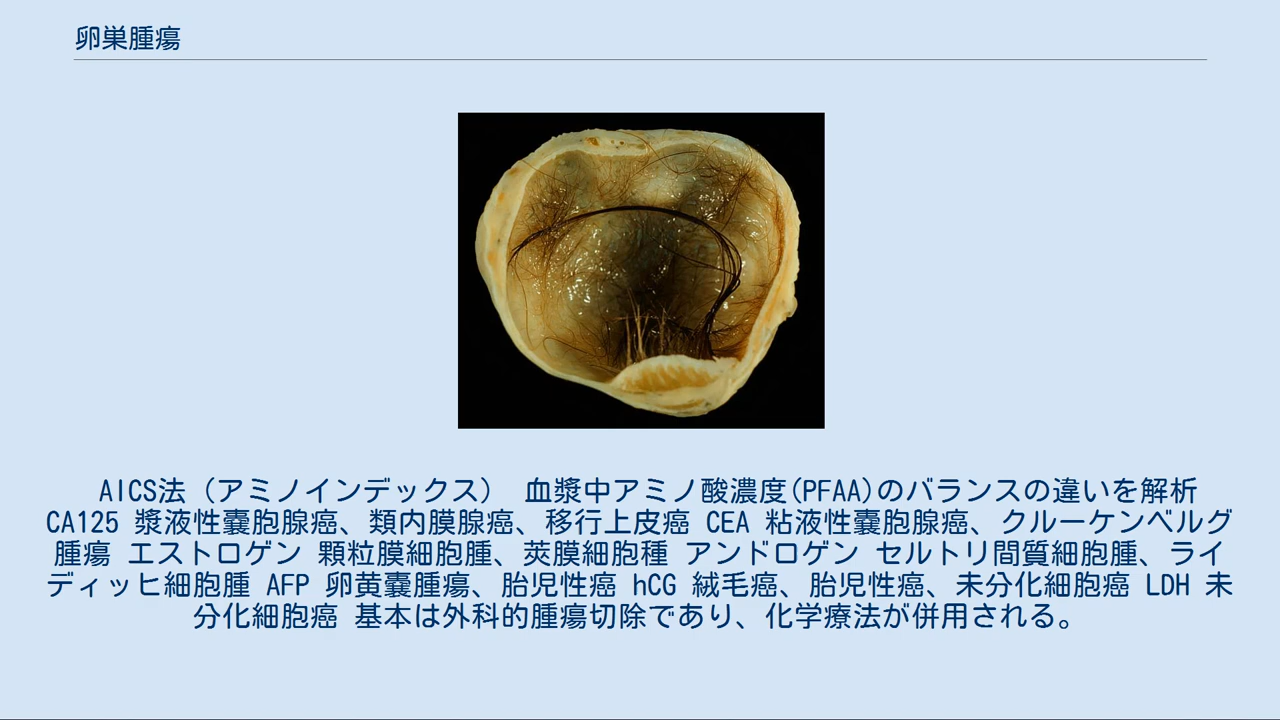 卵巣腫瘍
AICS法（アミノインデックス） 血漿中アミノ酸濃度(PFAA)のバランスの違いを解析
CA125 漿液性嚢胞腺癌、類内膜腺癌、移行上皮癌 CEA 粘液性嚢胞腺癌、クルーケンベルグ
腫瘍 エストロゲン 顆粒膜細胞腫、莢膜細胞種 アンドロゲン セルトリ間質細胞腫、ライ
ディッヒ細胞腫 AFP 卵黄嚢腫瘍、胎児性癌 hCG 絨毛癌、胎児性癌、未分化細胞癌 LDH 未
分化細胞癌 基本は外科的腫瘍切除であり、化学療法が併用される。